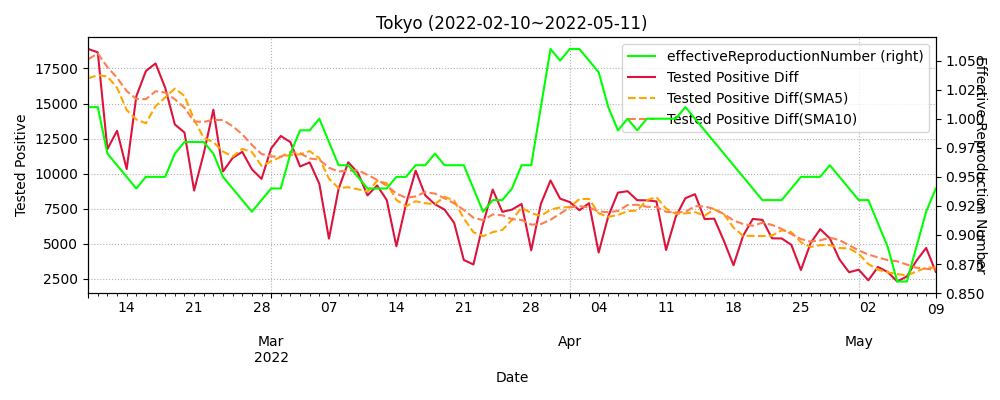 Tokyo (2022-02-10~2022-05-11)
effectiveReproductionNumber (right)
Tested Positive Diff
Tested Positive Diff(SMA5)
Tested Positive Diff(SMA10)
Tested Positive
17500
15000
12500
10000
7500
5000
2500
1.050
1.025
1.000
0.975
0.950
0.925
0.900
0.875
0.850
Effective Reproduction Number
14 21 28 07 14 21 28 04 11 18 25 02 09
Mar Apr May
2022
Date